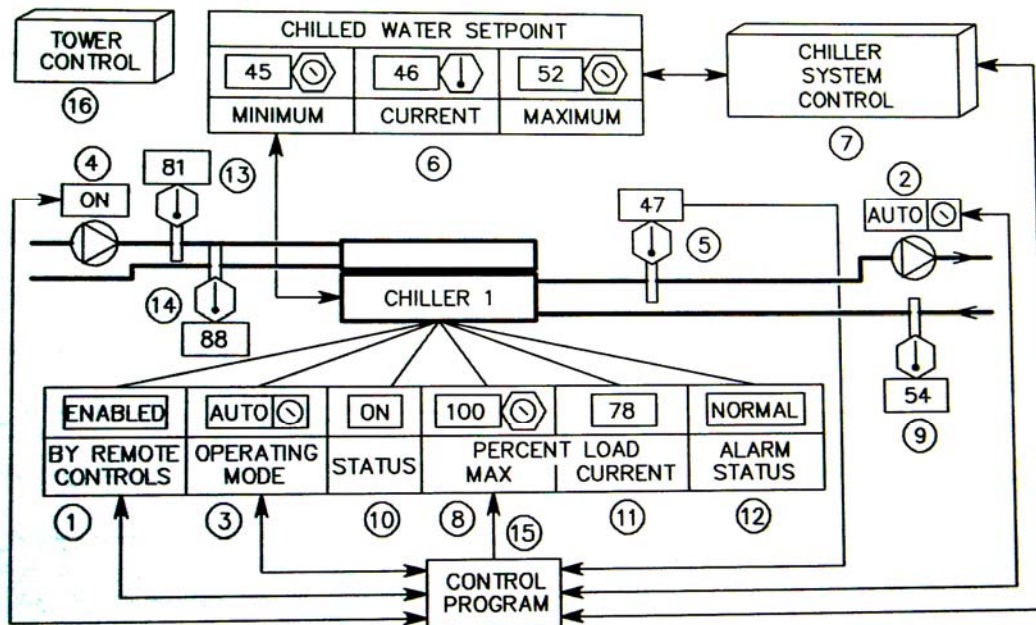 TOWER
CONTROL
16
CHILLED WATER SETPOINT
45
46
52
MINIMUM
CURRENT
MAXIMUM
6
CHILLER
SYSTEM
CONTROL
7
4
ON
81
13
47
5
2
AUTO
14
88
CHILLER 1
54
9
ENABLED
AUTO
ON
100
78
NORMAL
BY REMOTE
CONTROLS
OPERATING
MODE
STATUS
PERCENT LOAD
MAX CURRENT
ALARM
STATUS
1
3
10
8
15
11
12
CONTROL
PROGRAM